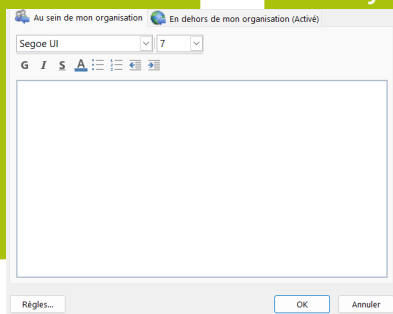 Au sein de mon organisation En dehors de mon organisation (Activé)
Segoe UI 7
G I S A
Règles... OK Annuler